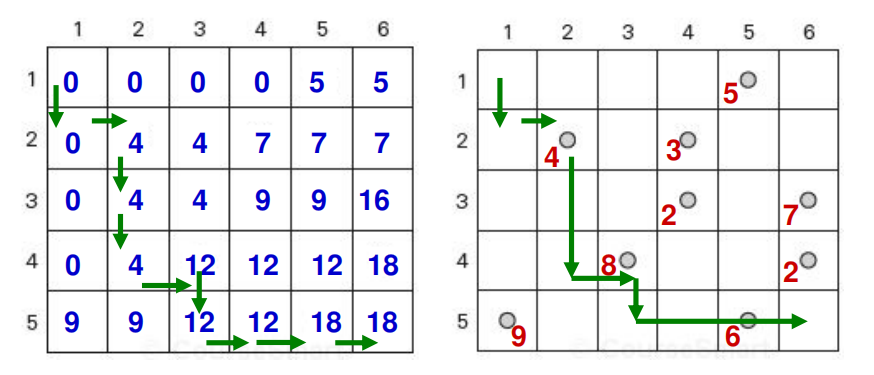 1 2 3 4 5 6
1 0 0 0 0 5 5
2 0 4 4 7 7 7
3 0 4 4 9 9 16
4 0 4 12 12 12 18
5 9 9 12 12 18 18
1 2 3 4 5 6
1 5
2 4 3
3 2 7
4 8 2
5 9 6